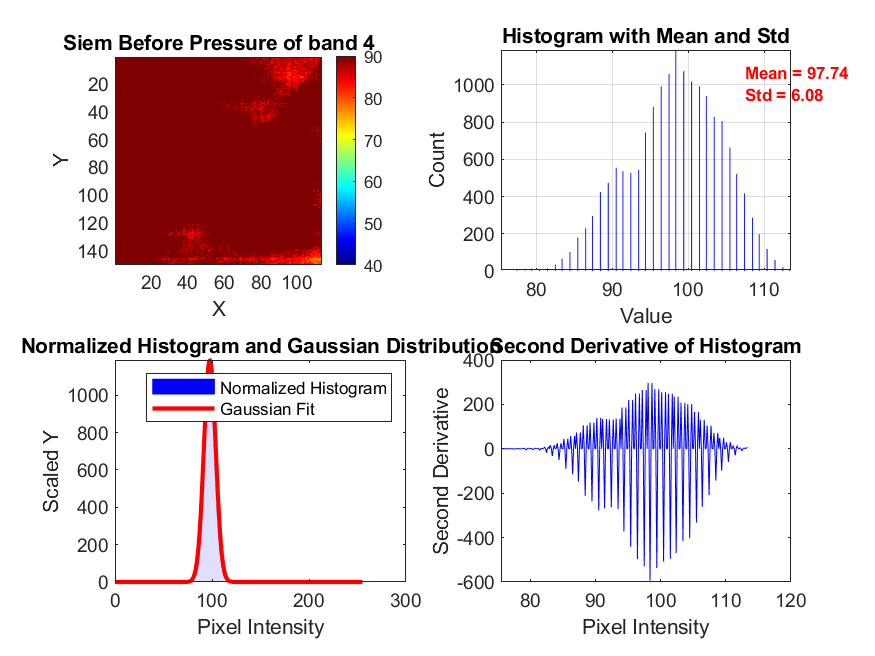 Siem Before Pressure of band 4
20
40
60
80
100
120
140
Y
20 40 60 80 100
X
90
80
70
60
50
40
Histogram with Mean and Std
Mean = 97.74
Std = 6.08
1000
800
600
400
200
0
Count
80 90 100 110
Value
Normalized Histogram and Gaussian Distribution
Normalized Histogram
Gaussian Fit
1000
800
600
400
200
0
Scaled Y
0 100 200 300
Pixel Intensity
Second Derivative of Histogram
400
200
0
-200
-400
-600
Second Derivative
80 90 100 110 120
Pixel Intensity